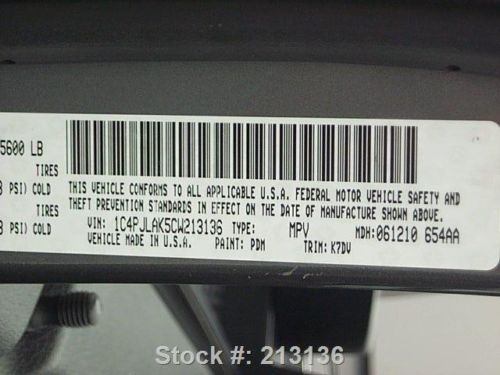 5600 LB
TIRES
PSI) COLD
TIRES
PSI) COLD
THIS VEHICLE CONFORMS TO ALL APPLICABLE U.S.A. FEDERAL MOTOR VEHICLE SAFETY AND
THEFT PREVENTION STANDARDS IN EFFECT ON THE DATE OF MANUFACTURE SHOWN ABOVE.
VIN: 1C4PJLAK5CW213136 TYPE: MPV MDH: 061210 654AA
VEHICLE MADE IN U.S.A. PAINT: PDM TRIM: K7DV
Stock #: 213136